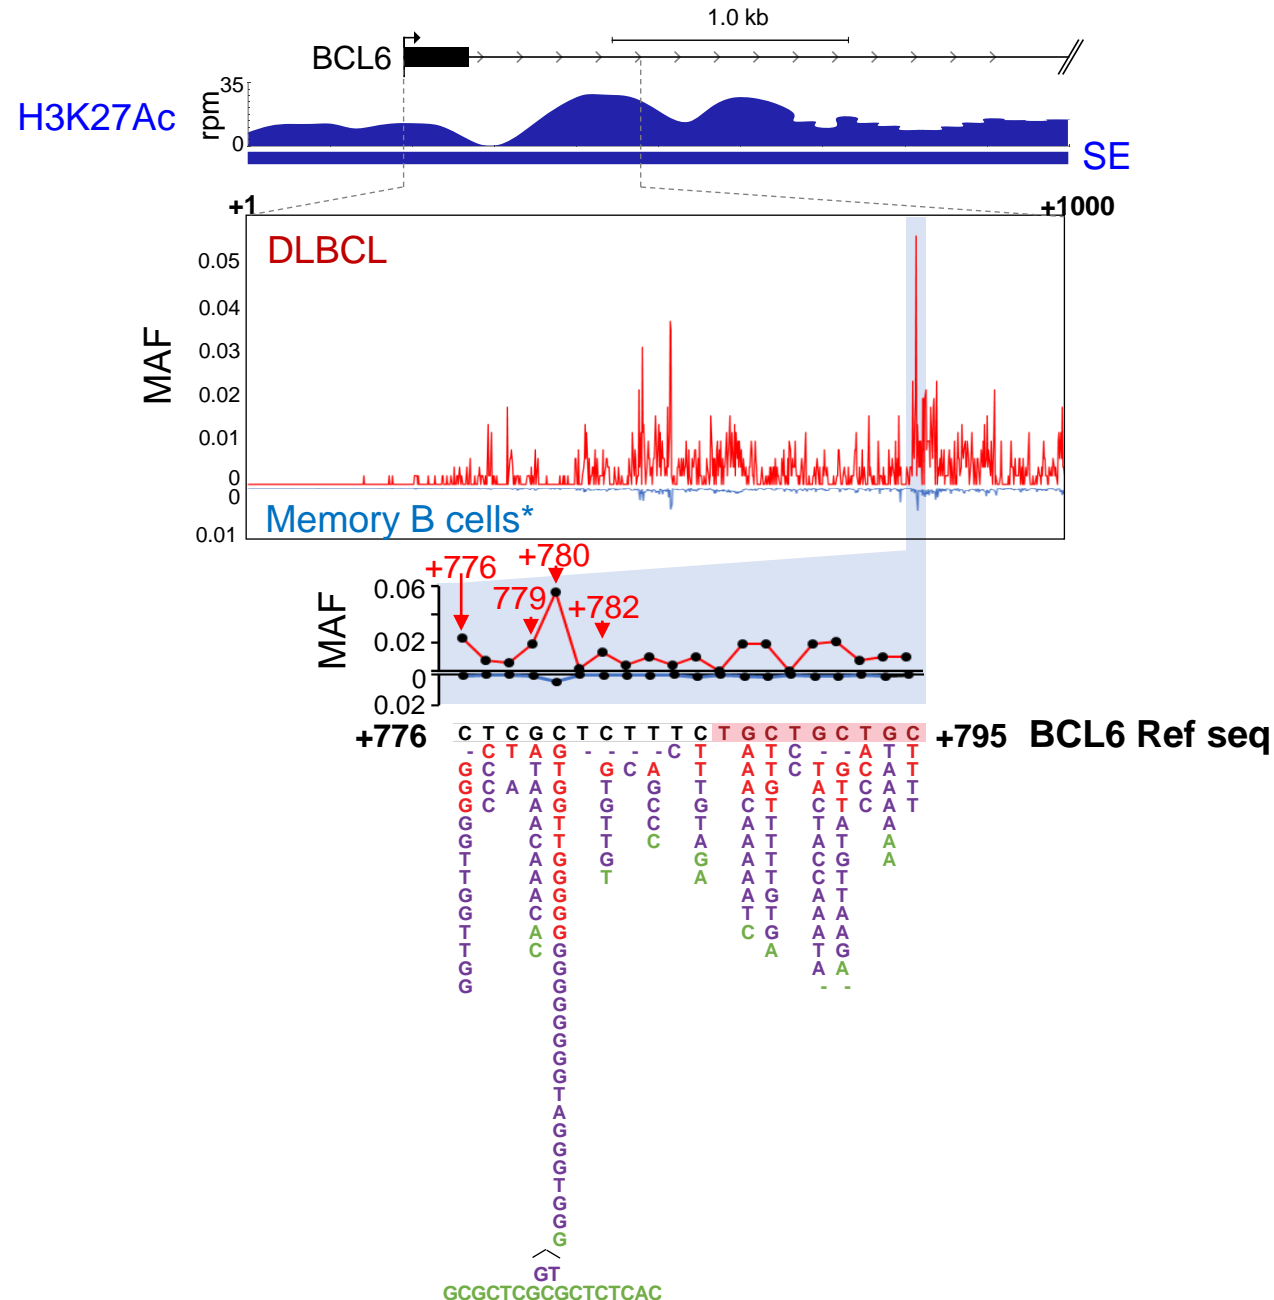 1.0 kb
BCL6
35
H3K27Ac
rpm
0
SE
+1
+1000
DLBCL
MAF
0.05
0.04
0.03
0.02
0.01
0
0
0.01
Memory B cells*
+776
+780
779
+782
MAF
0.06
0.02
0
0
0.02
+776 C T C G C T C T T T C T G C T G C T G C +795 BCL6 Ref seq
- C T A G - - - - C T A T C - - A T T
G C T T G C A T A T C T G C A T
G C A A G T G T A G A T C A T
G C A G G C G C T C T C A T
G A T T C T A T T A A
G C T T C A A T A T A
T A G G G A T C G A
T A G T A A T C T
G A G A G A T
G C G T T A A
T A G C G A A
T C G A T G
G G A A
G G - -
G
G
G
G
G
T
A
G
G
G
T
G
G
G
GT
GCGCTCGCGCTCTCAC